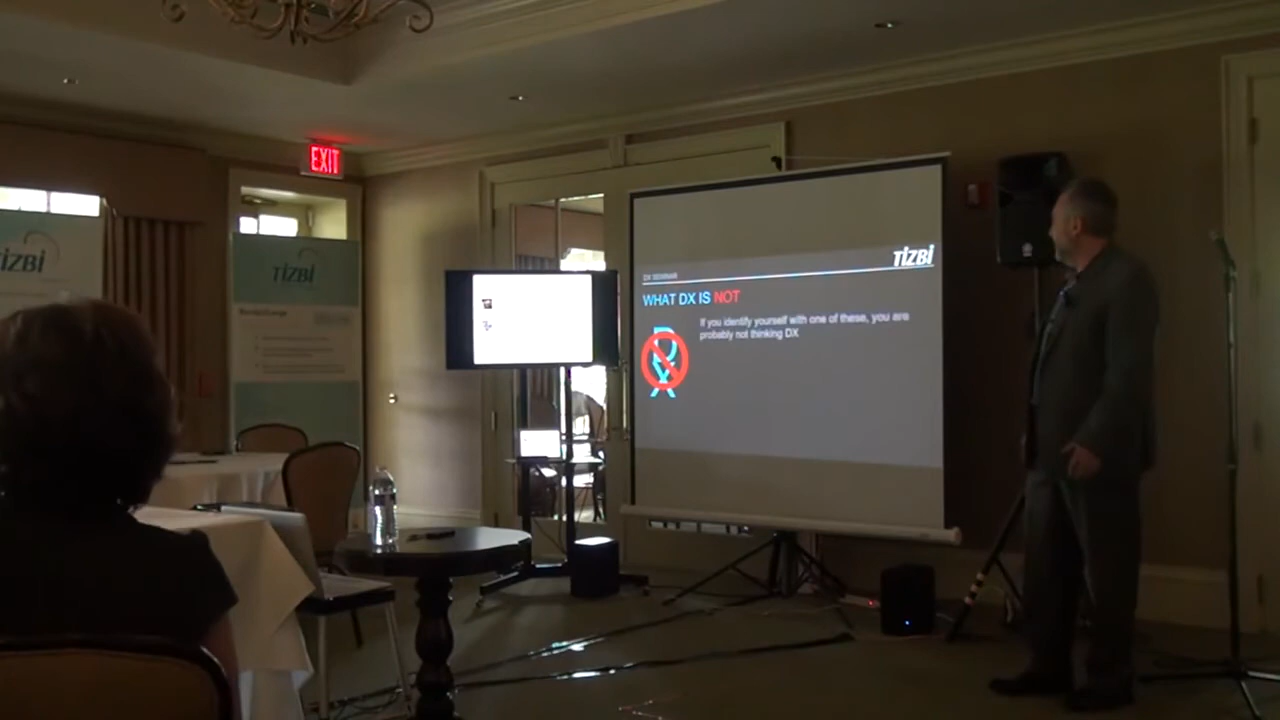 EXIT
TiZBi
TiZBi
TiZBi
DX SEMINAR
WHAT DX IS NOT
If you identify yourself with one of these, you are
probably not thinking DX
DX